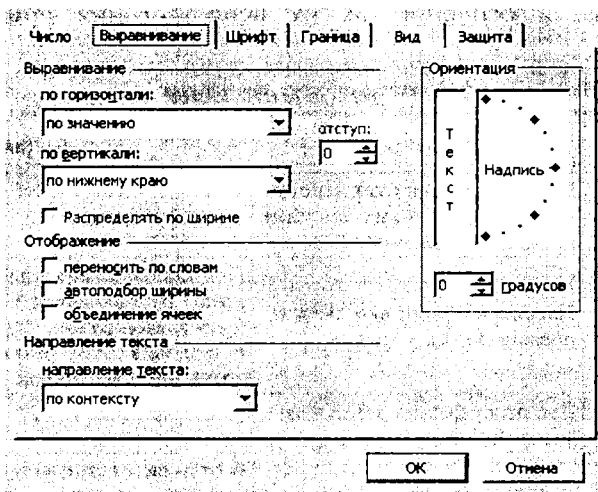 Число Выравнивание Шрифт Граница Вид Защита
Выравнивание
по горизонтали:
по значению
отступ:
0
по вертикали:
по нижнему краю
Распределять по ширине
Отображение
переносить по словам
автоподбор ширины
объединение ячеек
Направление текста
направление текста:
по контексту
Ориентация
Текст
Надпись
0 градусов
ОК Отмена